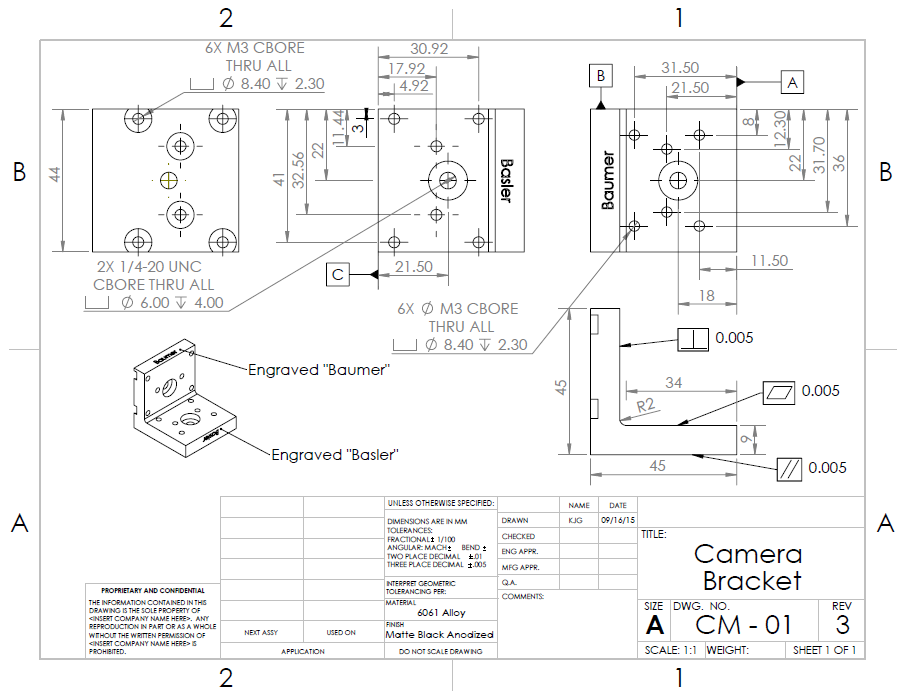 2
1
6X M3 CBORE
THRU ALL
⌴ ⌀ 8.40 ↧ 2.30
30.92
17.92
4.92
B
31.50
A
21.50
B
B
44
41
32.56
22
11.44
3
Basler
Baumer
8
12.30
22
31.70
36
2X 1/4-20 UNC
CBORE THRU ALL
⌴ ⌀ 6.00 ↧ 4.00
C
21.50
11.50
18
6X ⌀ M3 CBORE
THRU ALL
⌴ ⌀ 8.40 ↧ 2.30
⊥ 0.005
Baumer
Engraved "Baumer"
45
34
R2
⏥ 0.005
9
Basler
Engraved "Basler"
45
// 0.005
A
A
UNLESS OTHERWISE SPECIFIED:
DIMENSIONS ARE IN MM
TOLERANCES:
FRACTIONAL± 1/100
ANGULAR: MACH± BEND ±
TWO PLACE DECIMAL ±.01
THREE PLACE DECIMAL ±.005
INTERPRET GEOMETRIC
TOLERANCING PER:
MATERIAL
6061 Alloy
FINISH
Matte Black Anodized
DO NOT SCALE DRAWING
NAME DATE
DRAWN KJG 09/16/15
CHECKED
ENG APPR.
MFG APPR.
Q.A.
COMMENTS:
TITLE:
Camera
Bracket
SIZE DWG. NO. REV
A CM - 01 3
SCALE: 1:1 WEIGHT: SHEET 1 OF 1
PROPRIETARY AND CONFIDENTIAL
THE INFORMATION CONTAINED IN THIS
DRAWING IS THE SOLE PROPERTY OF
<INSERT COMPANY NAME HERE>. ANY
REPRODUCTION IN PART OR AS A WHOLE
WITHOUT THE WRITTEN PERMISSION OF
<INSERT COMPANY NAME HERE> IS
PROHIBITED.
NEXT ASSY USED ON
APPLICATION
2
1